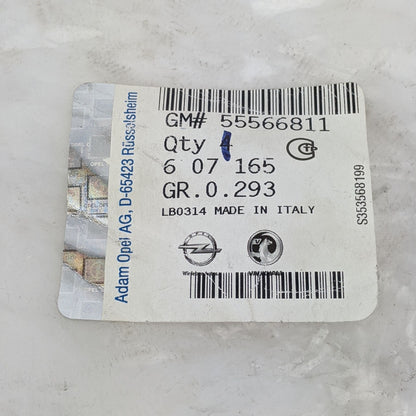 Adam Opel AG, D-65423 Rüsselsheim
GM# 55566811
Qty
6 07 165
GR.0.293
LB0314 MADE IN ITALY
S353568199